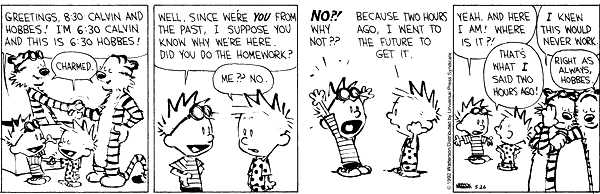 GREETINGS, 8:30 CALVIN
AND HOBBES! I'M 6:30 CALVIN
AND THIS IS 6:30 HOBBES!
CHARMED.
WELL, SINCE WE'RE YOU FROM
THE PAST, I SUPPOSE YOU
KNOW WHY WE'RE HERE.
DID YOU DO THE HOMEWORK?
ME?? NO.
NO?!
WHY
NOT??
BECAUSE TWO HOURS
AGO, I WENT TO
THE FUTURE TO
GET IT.
YEAH, AND HERE
I AM! WHERE
IS IT?!
THAT'S
WHAT I
SAID TWO
HOURS AGO!
I KNEW
THIS WOULD
NEVER WORK.
RIGHT AS
ALWAYS,
HOBBES.
© 1992 Watterson/Distributed by Universal Press Syndicate
5-26